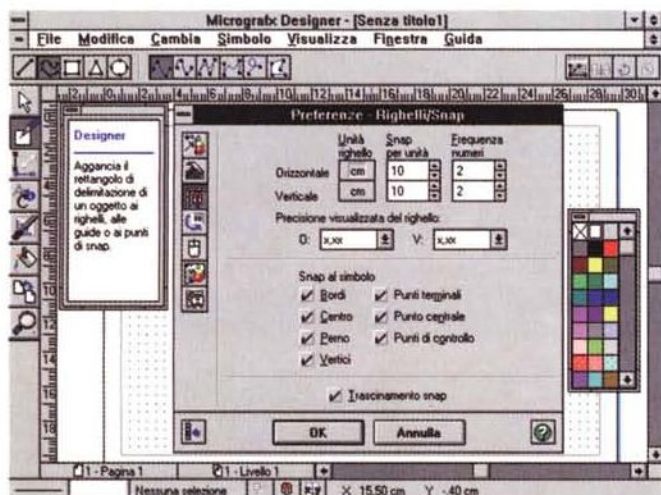 Micrografx Designer - [Senza titolo1]
File Modifica Cambia Simbolo Visualizza Finestra Guida
Designer
Aggancia il
rettangolo di
delimitazione di
un oggetto ai
righelli, alle
guide o ai punti
di snap.
Preferenze - Righelli/Snap
Unità righello Snap per unità Frequenza numeri
Orizzontale cm 10 2
Verticale cm 10 2
Precisione visualizzata del righello:
O: x,xx V: x,xx
Snap al simbolo
Bordi Punti terminali
Centro Punto centrale
Perno Punti di controllo
Vertici
Trascinamento snap
OK Annulla
1 - Pagina 1 1 - Livello 1
Nessuna selezione X 15.50 cm Y -.40 cm